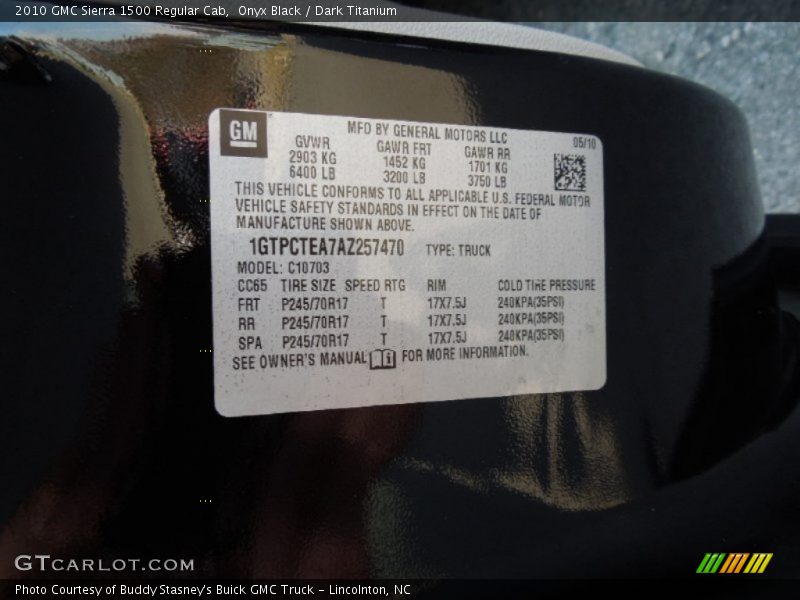 2010 GMC Sierra 1500 Regular Cab, Onyx Black / Dark Titanium
GM
MFD BY GENERAL MOTORS LLC 05/10
GVWR GAWR FRT GAWR RR
2903 KG 1452 KG 1701 KG
6400 LB 3200 LB 3750 LB
THIS VEHICLE CONFORMS TO ALL APPLICABLE U.S. FEDERAL MOTOR
VEHICLE SAFETY STANDARDS IN EFFECT ON THE DATE OF
MANUFACTURE SHOWN ABOVE.
1GTPCTEA7AZ257470 TYPE: TRUCK
MODEL: C10703
CC65 TIRE SIZE SPEED RTG RIM COLD TIRE PRESSURE
FRT P245/70R17 T 17X7.5J 240KPA(35PSI)
RR P245/70R17 T 17X7.5J 240KPA(35PSI)
SPA P245/70R17 T 17X7.5J 240KPA(35PSI)
SEE OWNER'S MANUAL FOR MORE INFORMATION.
GTCARLOT.COM
Photo Courtesy of Buddy Stasney's Buick GMC Truck - Lincolnton, NC